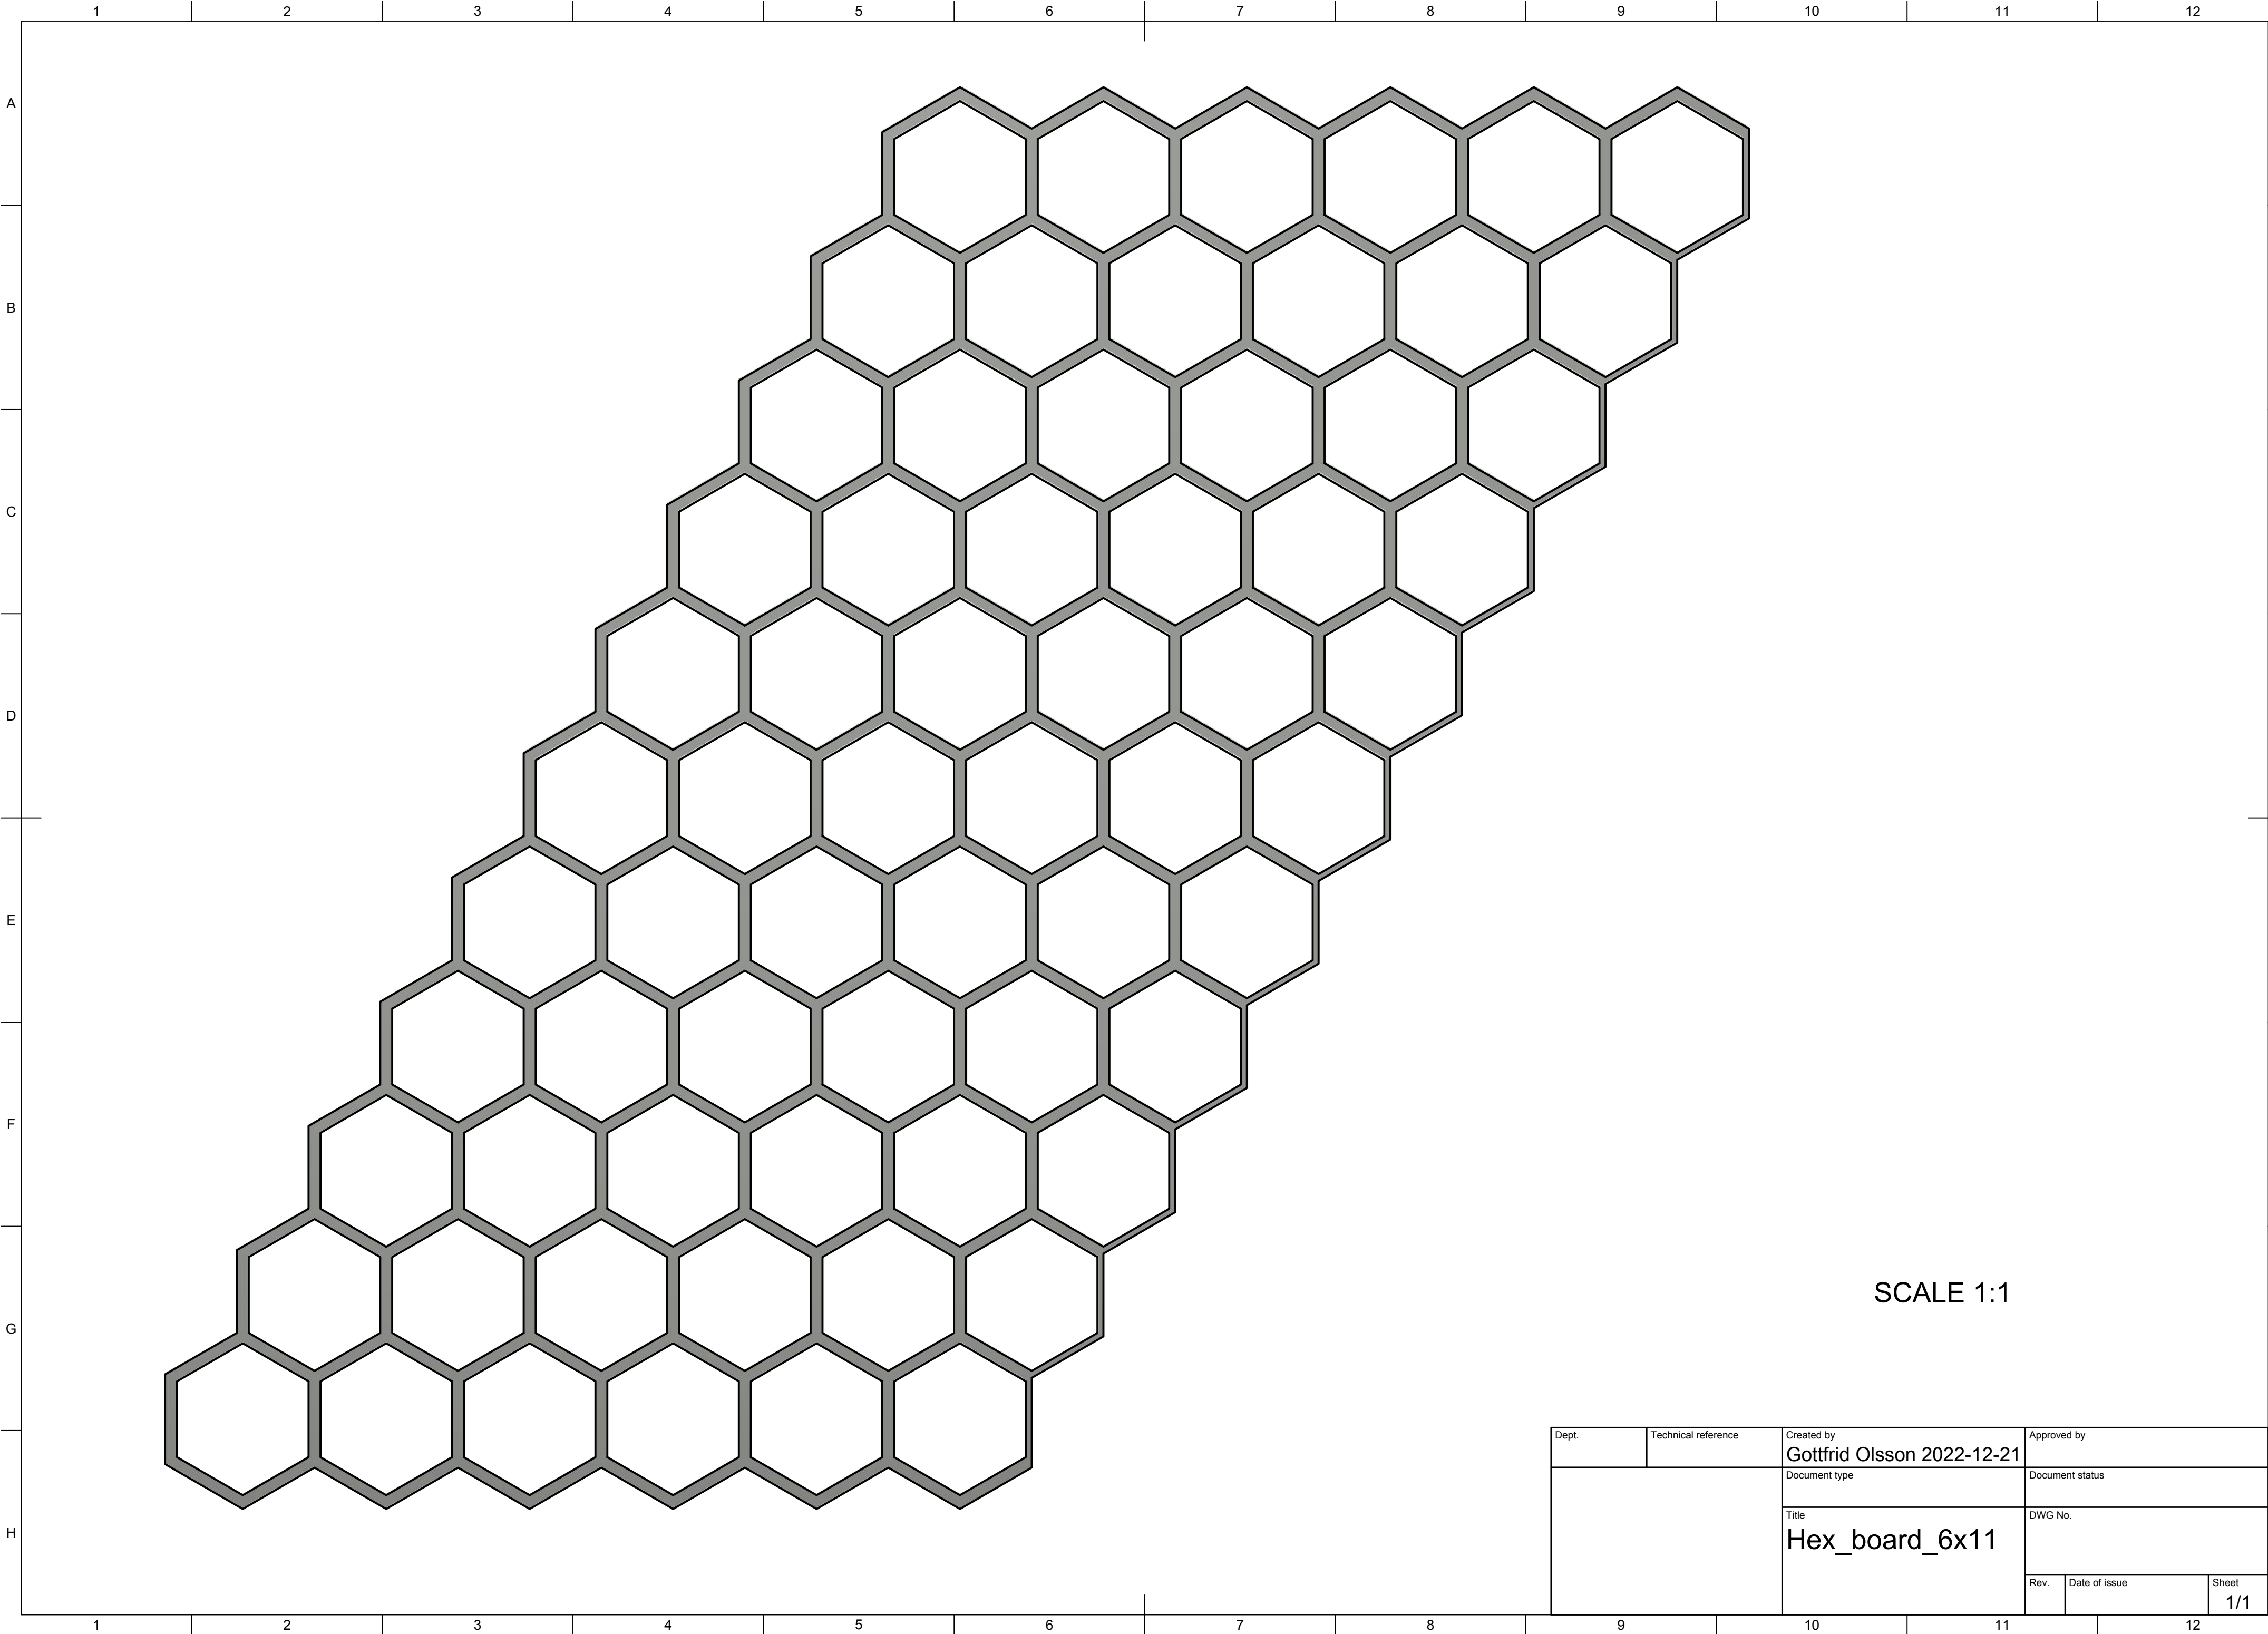 1 2 3 4 5 6 7 8 9 10 11 12
A
B
C
D
E
F
G
H
SCALE 1:1
Dept.
Technical reference
Created by
Gottfrid Olsson 2022-12-21
Approved by
Document type
Document status
Title
Hex_board_6x11
DWG No.
Rev.
Date of issue
Sheet
1/1
1 2 3 4 5 6 7 8 9 10 11 12